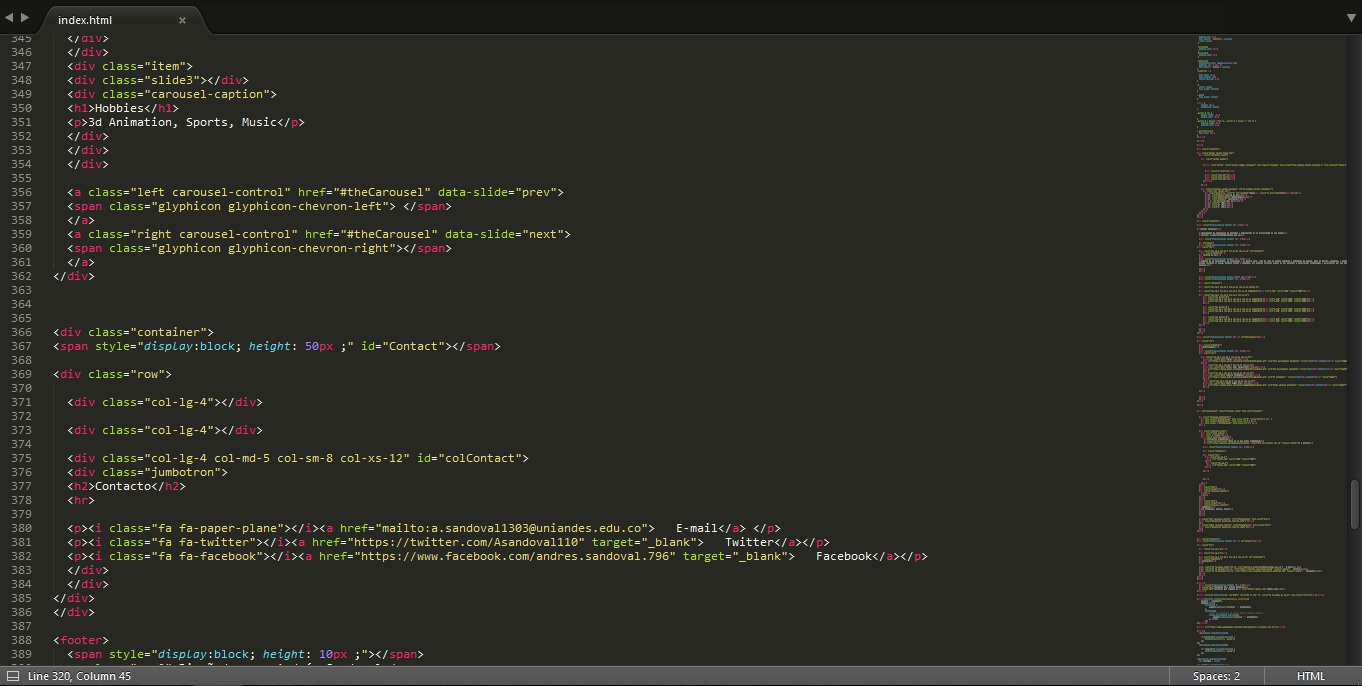 index.html ×
345 </div>
346 </div>
347 <div class="item">
348 <div class="slide3"></div>
349 <div class="carousel-caption">
350 <h1>Hobbies</h1>
351 <p>3d Animation, Sports, Music</p>
352 </div>
353 </div>
354 </div>
355
356 <a class="left carousel-control" href="#theCarousel" data-slide="prev">
357 <span class="glyphicon glyphicon-chevron-left"> </span>
358 </a>
359 <a class="right carousel-control" href="#theCarousel" data-slide="next">
360 <span class="glyphicon glyphicon-chevron-right"></span>
361 </a>
362 </div>
363
364
365
366 <div class="container">
367 <span style="display:block; height: 50px ;" id="Contact"></span>
368
369 <div class="row">
370
371 <div class="col-lg-4"></div>
372
373 <div class="col-lg-4"></div>
374
375 <div class="col-lg-4 col-md-5 col-sm-8 col-xs-12" id="colContact">
376 <div class="jumbotron">
377 <h2>Contacto</h2>
378 <hr>
379
380 <p><i class="fa fa-paper-plane"></i><a href="mailto:a.sandoval1303@uniandes.edu.co">   E-mail</a> </p>
381 <p><i class="fa fa-twitter"></i><a href="https://twitter.com/Asandoval110" target="_blank">   Twitter</a></p>
382 <p><i class="fa fa-facebook"></i><a href="https://www.facebook.com/andres.sandoval.796" target="_blank">   Facebook</a></p>
383 </div>
384 </div>
385 </div>
386 </div>
387
388 <footer>
389 <span style="display:block; height: 10px ;"></span>
Line 320, Column 45 Spaces: 2 HTML